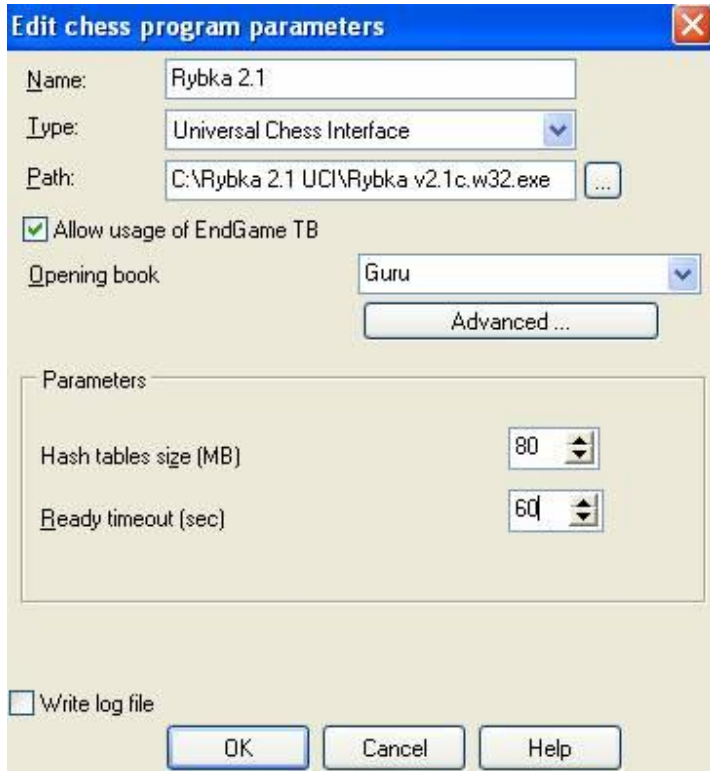 Edit chess program parameters
Name: Rybka 2.1
Type: Universal Chess Interface
Path: C:\Rybka 2.1 UCI\Rybka v2.1c.w32.exe ...
Allow usage of EndGame TB
Opening book Guru
Advanced ...
Parameters
Hash tables size (MB) 80
Ready timeout (sec) 60
Write log file
OK Cancel Help